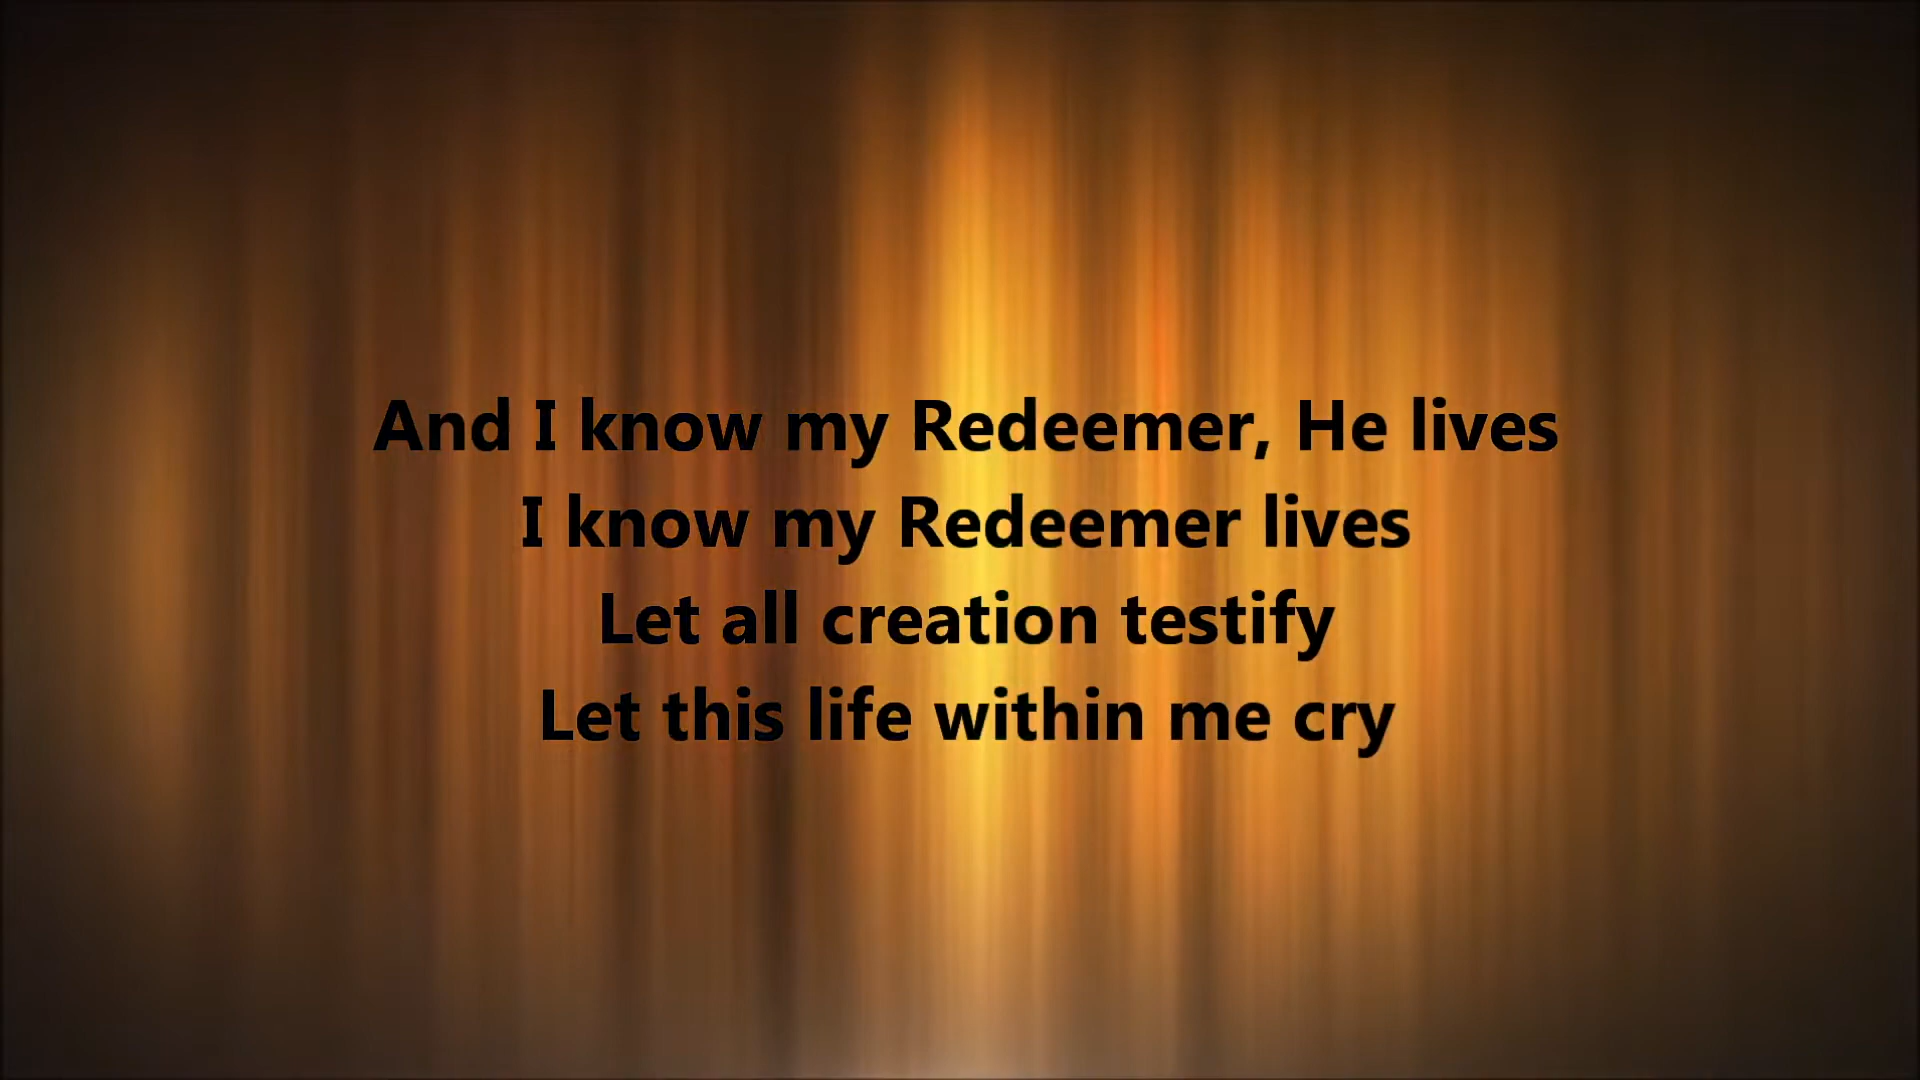 And I know my Redeemer, He lives
I know my Redeemer lives
Let all creation testify
Let this life within me cry